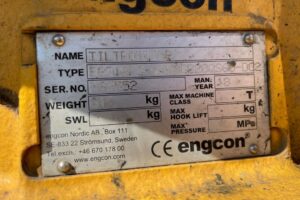 engcon
NAME
TYPE
SER. NO.
MAN. YEAR
WEIGHT kg
MAX MACHINE CLASS T
SWL kg
MAX HOOK LIFT kg
MAX PRESSURE MPa
engcon Nordic AB, Box 111
SE-833 22 Strömsund, Sweden
Tel.exch. +46 670 178 00
www.engcon.com
CE engcon